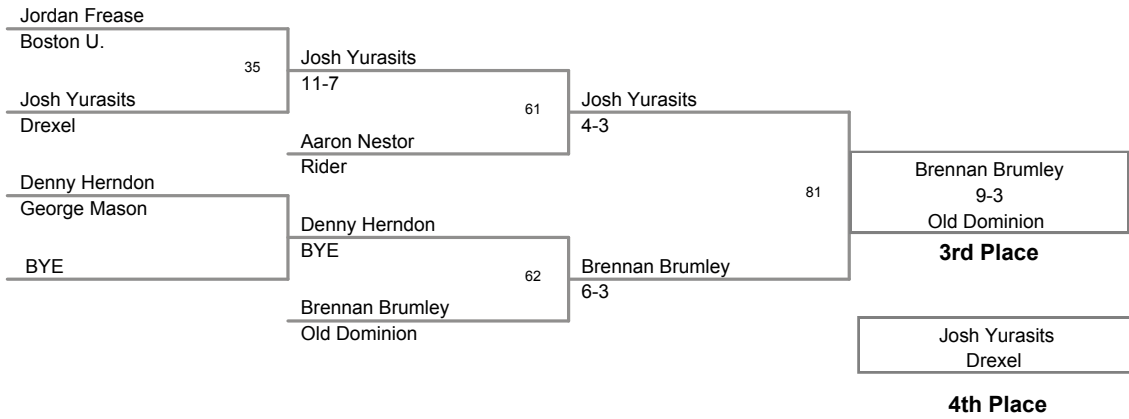 Jordan Frease
Boston U.
35
Josh Yurasits
11-7
Josh Yurasits
Drexel
61
Josh Yurasits
4-3
Aaron Nestor
Rider
Denny Herndon
George Mason
81
Brennan Brumley
9-3
Old Dominion
3rd Place
Denny Herndon
BYE
BYE
62
Brennan Brumley
6-3
Brennan Brumley
Old Dominion
Josh Yurasits
Drexel
4th Place